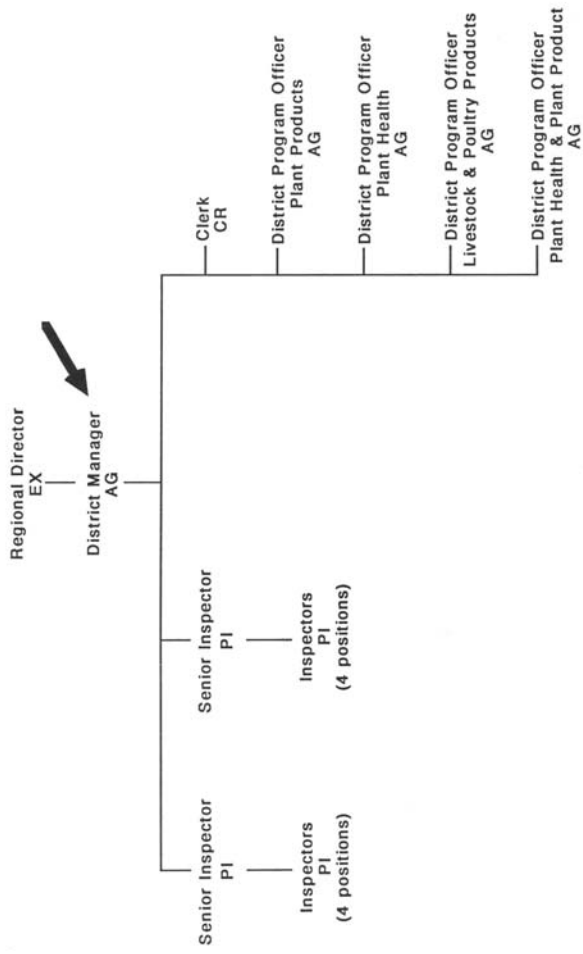 Regional Director
EX
District Manager
AG
Senior Inspector
PI
Inspectors
PI
(4 positions)
Senior Inspector
PI
Inspectors
PI
(4 positions)
Clerk
CR
District Program Officer
Plant Products
AG
District Program Officer
Plant Health
AG
District Program Officer
Livestock & Poultry Products
AG
District Program Officer
Plant Health & Plant Product
AG